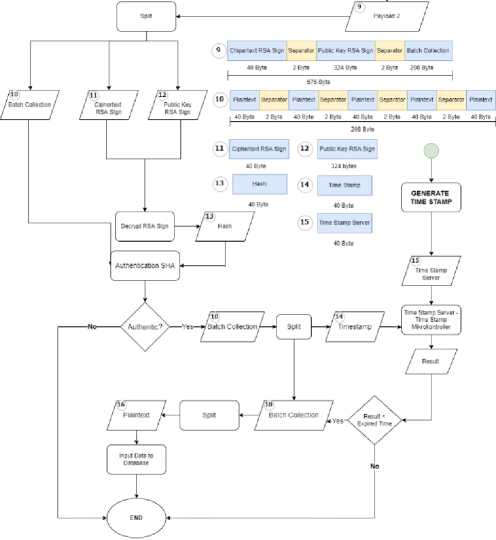 Split
9
Payload 2
9
Chipertext RSA Sign
Separator
Public Key RSA Sign
Separator
Batch Collection
40 Byte
2 Byte
324 Byte
2 Byte
208 Byte
576 Byte
10
Batch Collection
11
Ciphertext
RSA Sign
12
Public Key
RSA Sign
10
Plaintext
Separator
Plaintext
Separator
Plaintext
Separator
Plaintext
Separator
Plaintext
40 Byte
2 Byte
40 Byte
2 Byte
40 Byte
2 Byte
40 Byte
2 Byte
40 Byte
208 Byte
11
Ciphertext RSA Sign
12
Public Key RSA Sign
40 Byte
324 bytes
13
Hash
14
Time Stamp
40 Byte
40 Byte
15
Time Stamp Server
40 Byte
GENERATE
TIME STAMP
Decrypt RSA Sign
13
Hash
Authentication SHA
15
Time Stamp
Server
No
Authentic?
Yes
10
Batch Collection
Split
14
Timestamp
Time Stamp Server -
Time Stamp
Mikrokontroller
Result
16
Plaintext
Split
10
Batch Collection
Yes
Result <
Expired Time
Input Data to
Database
No
END